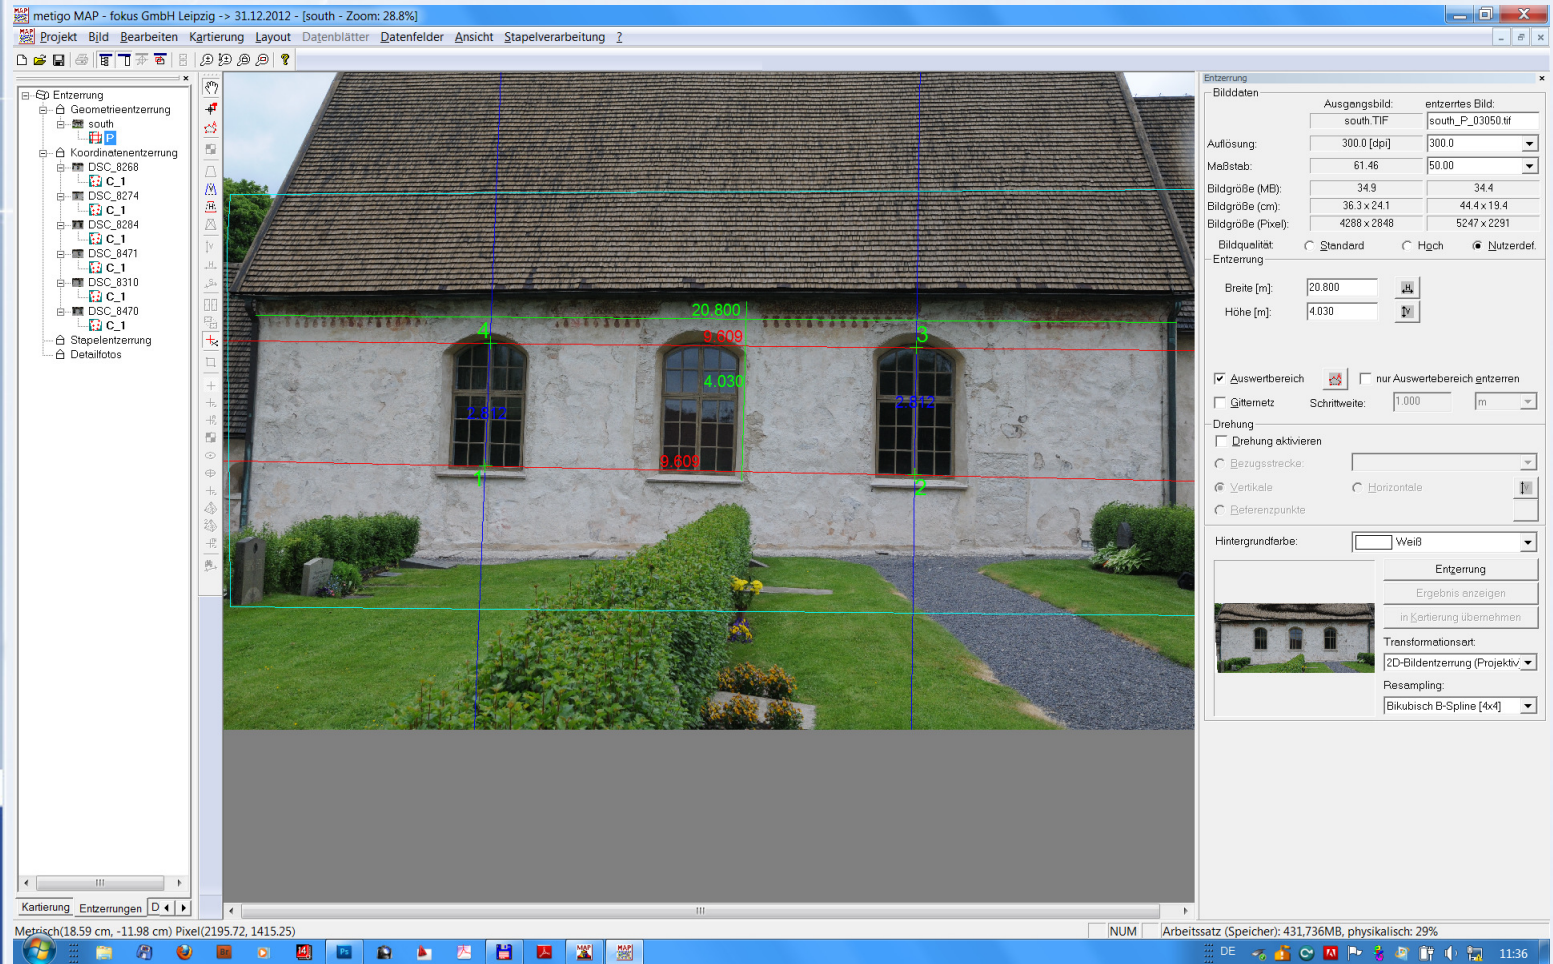 metigo MAP - fokus GmbH Leipzig -> 31.12.2012 - [south - Zoom: 28.8%]
Projekt Bild Bearbeiten Kartierung Layout Datenblätter Datenfelder Ansicht Stapelverarbeitung ?
Entzerrung
Geometrieentzerrung
south
P
Koordinatenentzerrung
DSC_8268
C_1
DSC_8274
C_1
DSC_8284
C_1
DSC_8471
C_1
DSC_8310
C_1
DSC_8470
C_1
Stapelentzerrung
Detailfotos
Kartierung Entzerrungen D
20.800
9.609
4
3
4.030
2.812
2.812
9.609
1
2
Entzerrung
Bilddaten
Ausgangsbild: entzerrtes Bild:
south.TIF south_P_03050.tif
Auflösung: 300.0 [dpi] 300.0
Maßstab: 61.46 50.00
Bildgröße (MB): 34.9 34.4
Bildgröße (cm): 36.3 x 24.1 44.4 x 19.4
Bildgröße (Pixel): 4288 x 2848 5247 x 2291
Bildqualität: Standard Hoch Nutzerdef.
Entzerrung
Breite [m]: 20.800
Höhe [m]: 4.030
Auswertbereich nur Auswertebereich entzerren
Gitternetz Schrittweite: 1.000 m
Drehung
Drehung aktivieren
Bezugsstrecke:
Vertikale Horizontale
Referenzpunkte
Hintergrundfarbe: Weiß
Entzerrung
Ergebnis anzeigen
in Kartierung übernehmen
Transformationsart:
2D-Bildentzerrung (Projektiv
Resampling:
Bikubisch B-Spline [4x4]
Metrisch(18.59 cm, -11.98 cm) Pixel(2195.72, 1415.25) NUM Arbeitssatz (Speicher): 431,736MB, physikalisch: 29%
Br Ps MAP MAP DE 11:36